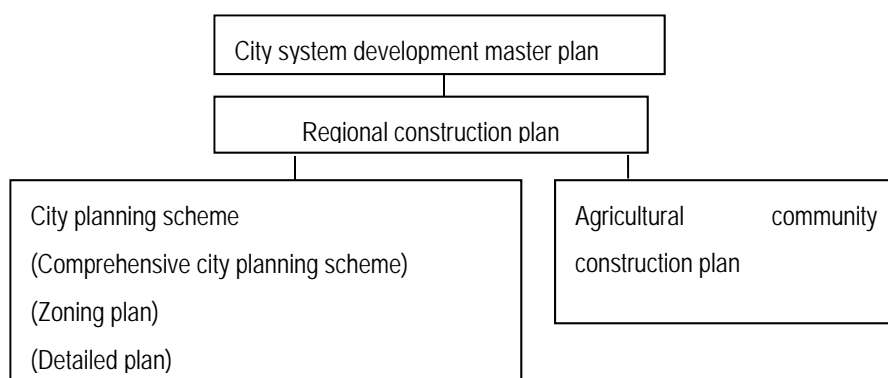 City system development master plan
Regional construction plan
City planning scheme
(Comprehensive city planning scheme)
(Zoning plan)
(Detailed plan)
Agricultural community
construction plan